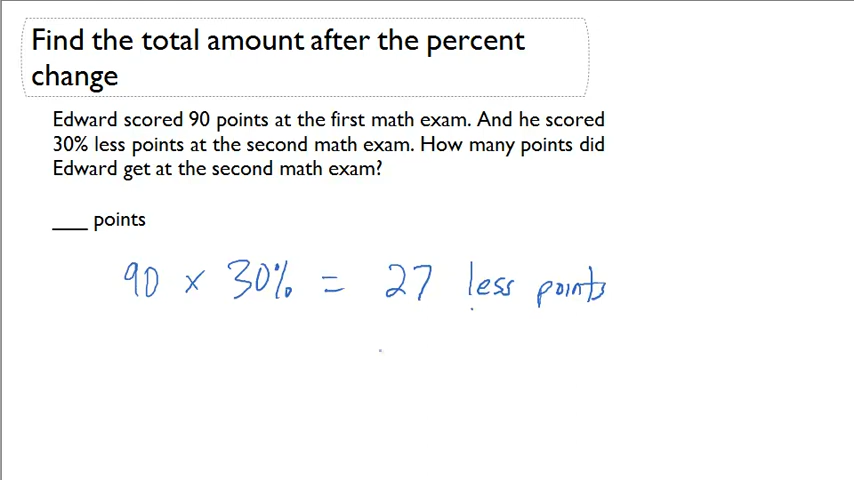 Find the total amount after the percent
change
Edward scored 90 points at the first math exam. And he scored
30% less points at the second math exam. How many points did
Edward get at the second math exam?
___ points
90 × 30% = 27 less points